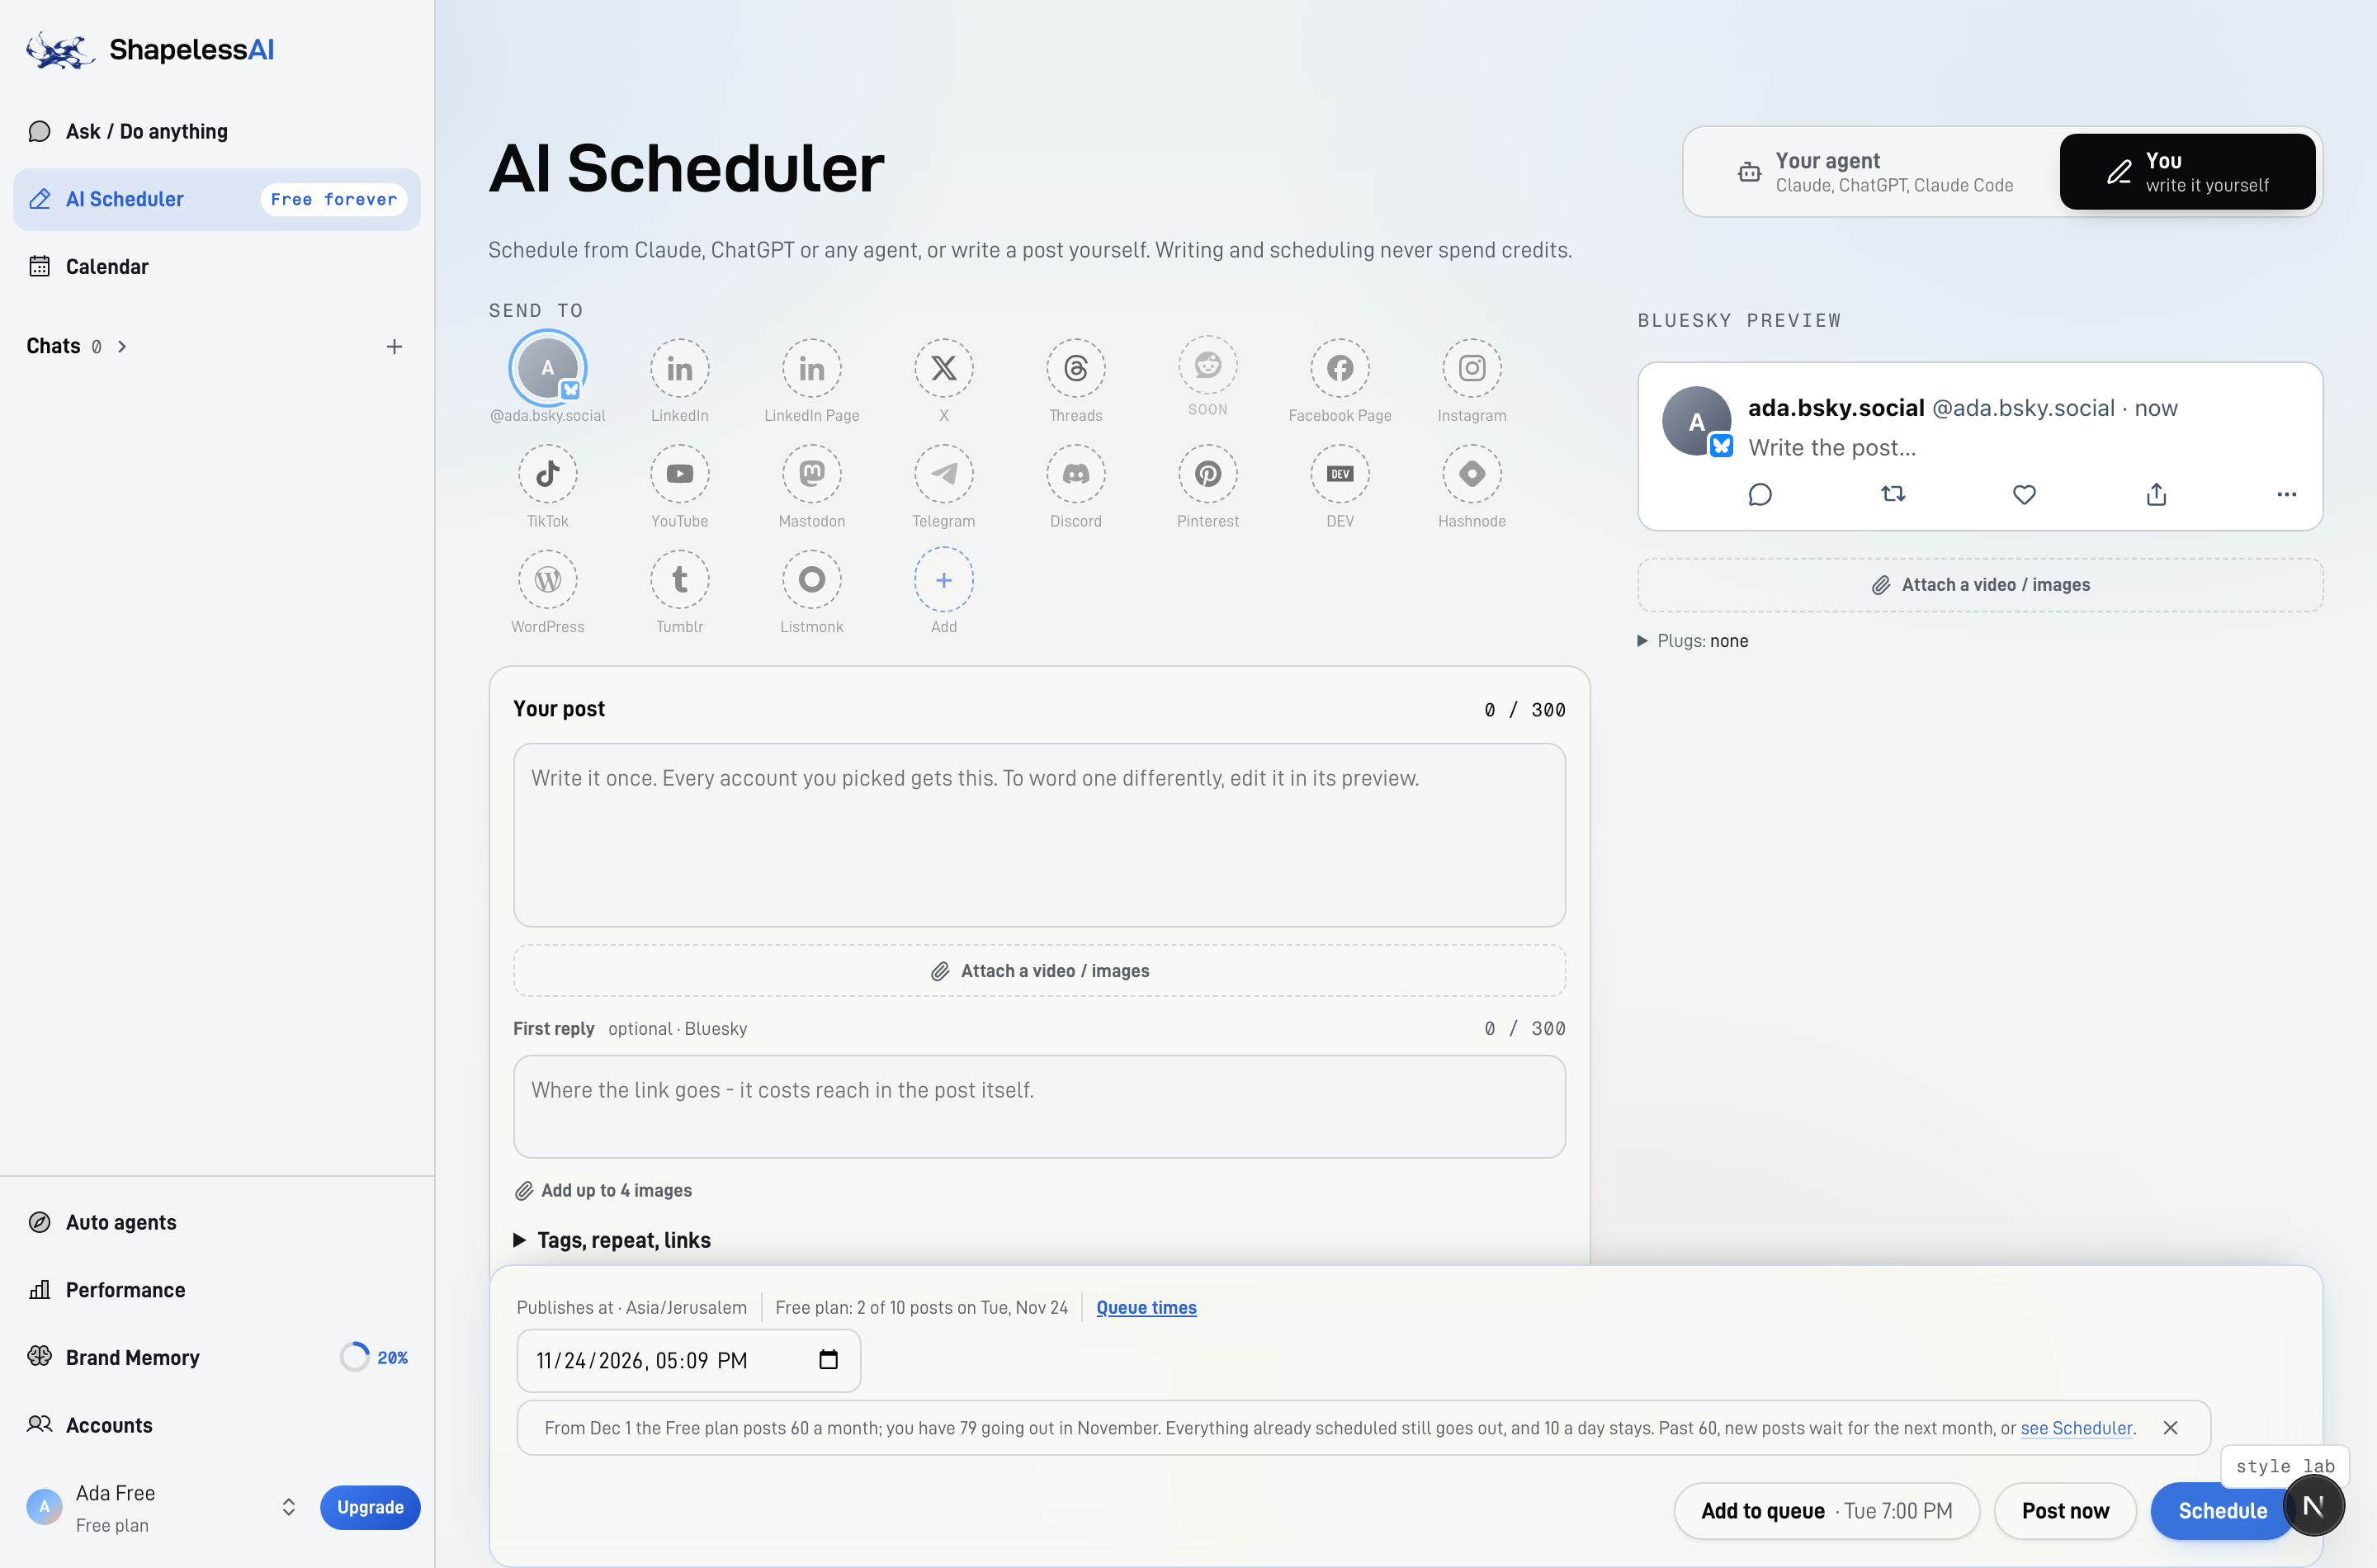 ShapelessAI
Ask / Do anything
AI Scheduler
Free forever
Calendar
Chats 0
Auto agents
Performance
Brand Memory
20%
Accounts
A
Ada Free
Free plan
Upgrade
AI Scheduler
Your agent
Claude, ChatGPT, Claude Code
You
write it yourself
Schedule from Claude, ChatGPT or any agent, or write a post yourself. Writing and scheduling never spend credits.
SEND TO
A
@ada.bsky.social
LinkedIn
LinkedIn Page
X
Threads
SOON
Facebook Page
Instagram
TikTok
YouTube
Mastodon
Telegram
Discord
Pinterest
DEV
DEV
Hashnode
WordPress
Tumblr
Listmonk
Add
BLUESKY PREVIEW
A
ada.bsky.social @ada.bsky.social · now
Write the post...
Attach a video / images
Plugs: none
Your post
0 / 300
Write it once. Every account you picked gets this. To word one differently, edit it in its preview.
Attach a video / images
First reply optional · Bluesky
0 / 300
Where the link goes - it costs reach in the post itself.
Add up to 4 images
Tags, repeat, links
Publishes at · Asia/Jerusalem
Free plan: 2 of 10 posts on Tue, Nov 24
Queue times
11/24/2026, 05:09 PM
From Dec 1 the Free plan posts 60 a month; you have 79 going out in November. Everything already scheduled still goes out, and 10 a day stays. Past 60, new posts wait for the next month, or see Scheduler.
style lab
Add to queue · Tue 7:00 PM
Post now
Schedule
N